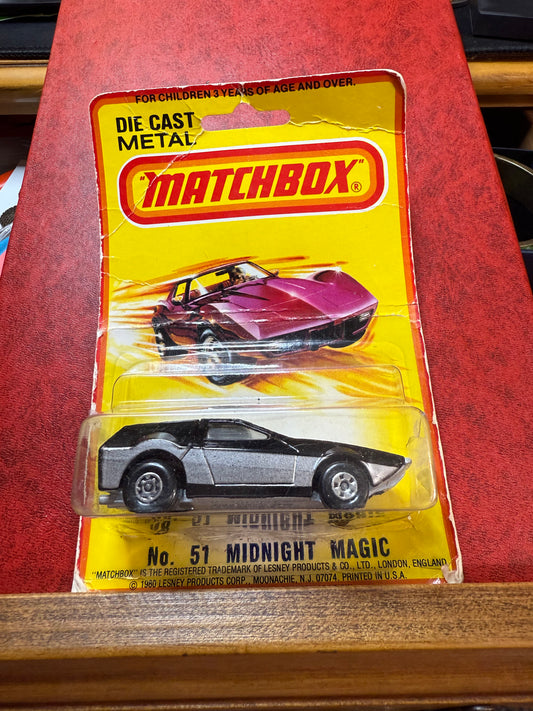 FOR CHILDREN 3 YEARS OF AGE AND OVER.
DIE CAST
METAL
"MATCHBOX"®
No. 51 MIDNIGHT MAGIC
"MATCHBOX" IS THE REGISTERED TRADEMARK OF LESNEY PRODUCTS & CO., LTD., LONDON, ENGLAND
© 1980 LESNEY PRODUCTS CORP., MOONACHIE, N.J. 07074. PRINTED IN U.S.A.